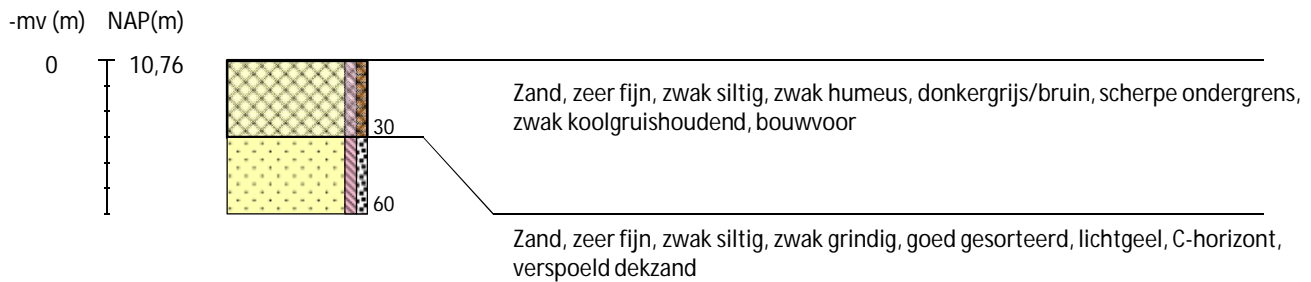 -mv (m) NAP(m)
0 10,76
Zand, zeer fijn, zwak siltig, zwak humeus, donkergrijs/bruin, scherpe ondergrens,
zwak koolgruishoudend, bouwvoor
30
60
Zand, zeer fijn, zwak siltig, zwak grindig, goed gesorteerd, lichtgeel, C-horizont,
verspoeld dekzand